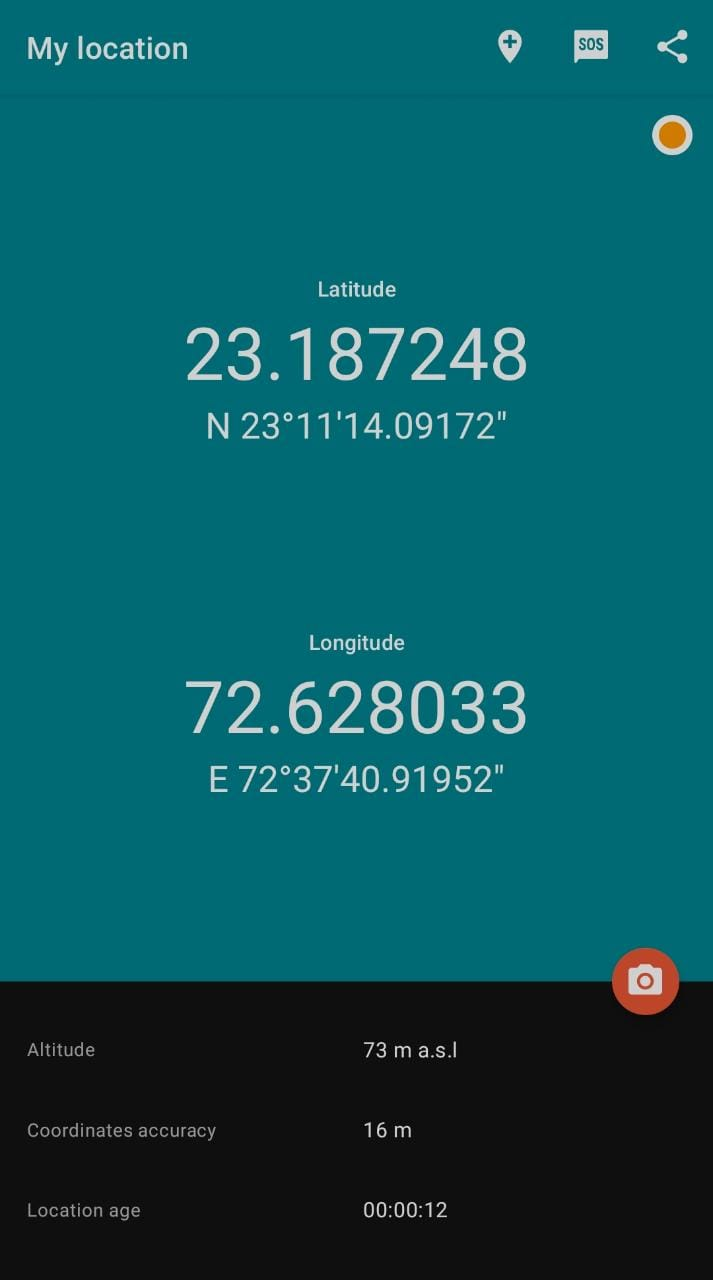 My location
SOS
Latitude
23.187248
N 23°11'14.09172"
Longitude
72.628033
E 72°37'40.91952"
Altitude 73 m a.s.l
Coordinates accuracy 16 m
Location age 00:00:12